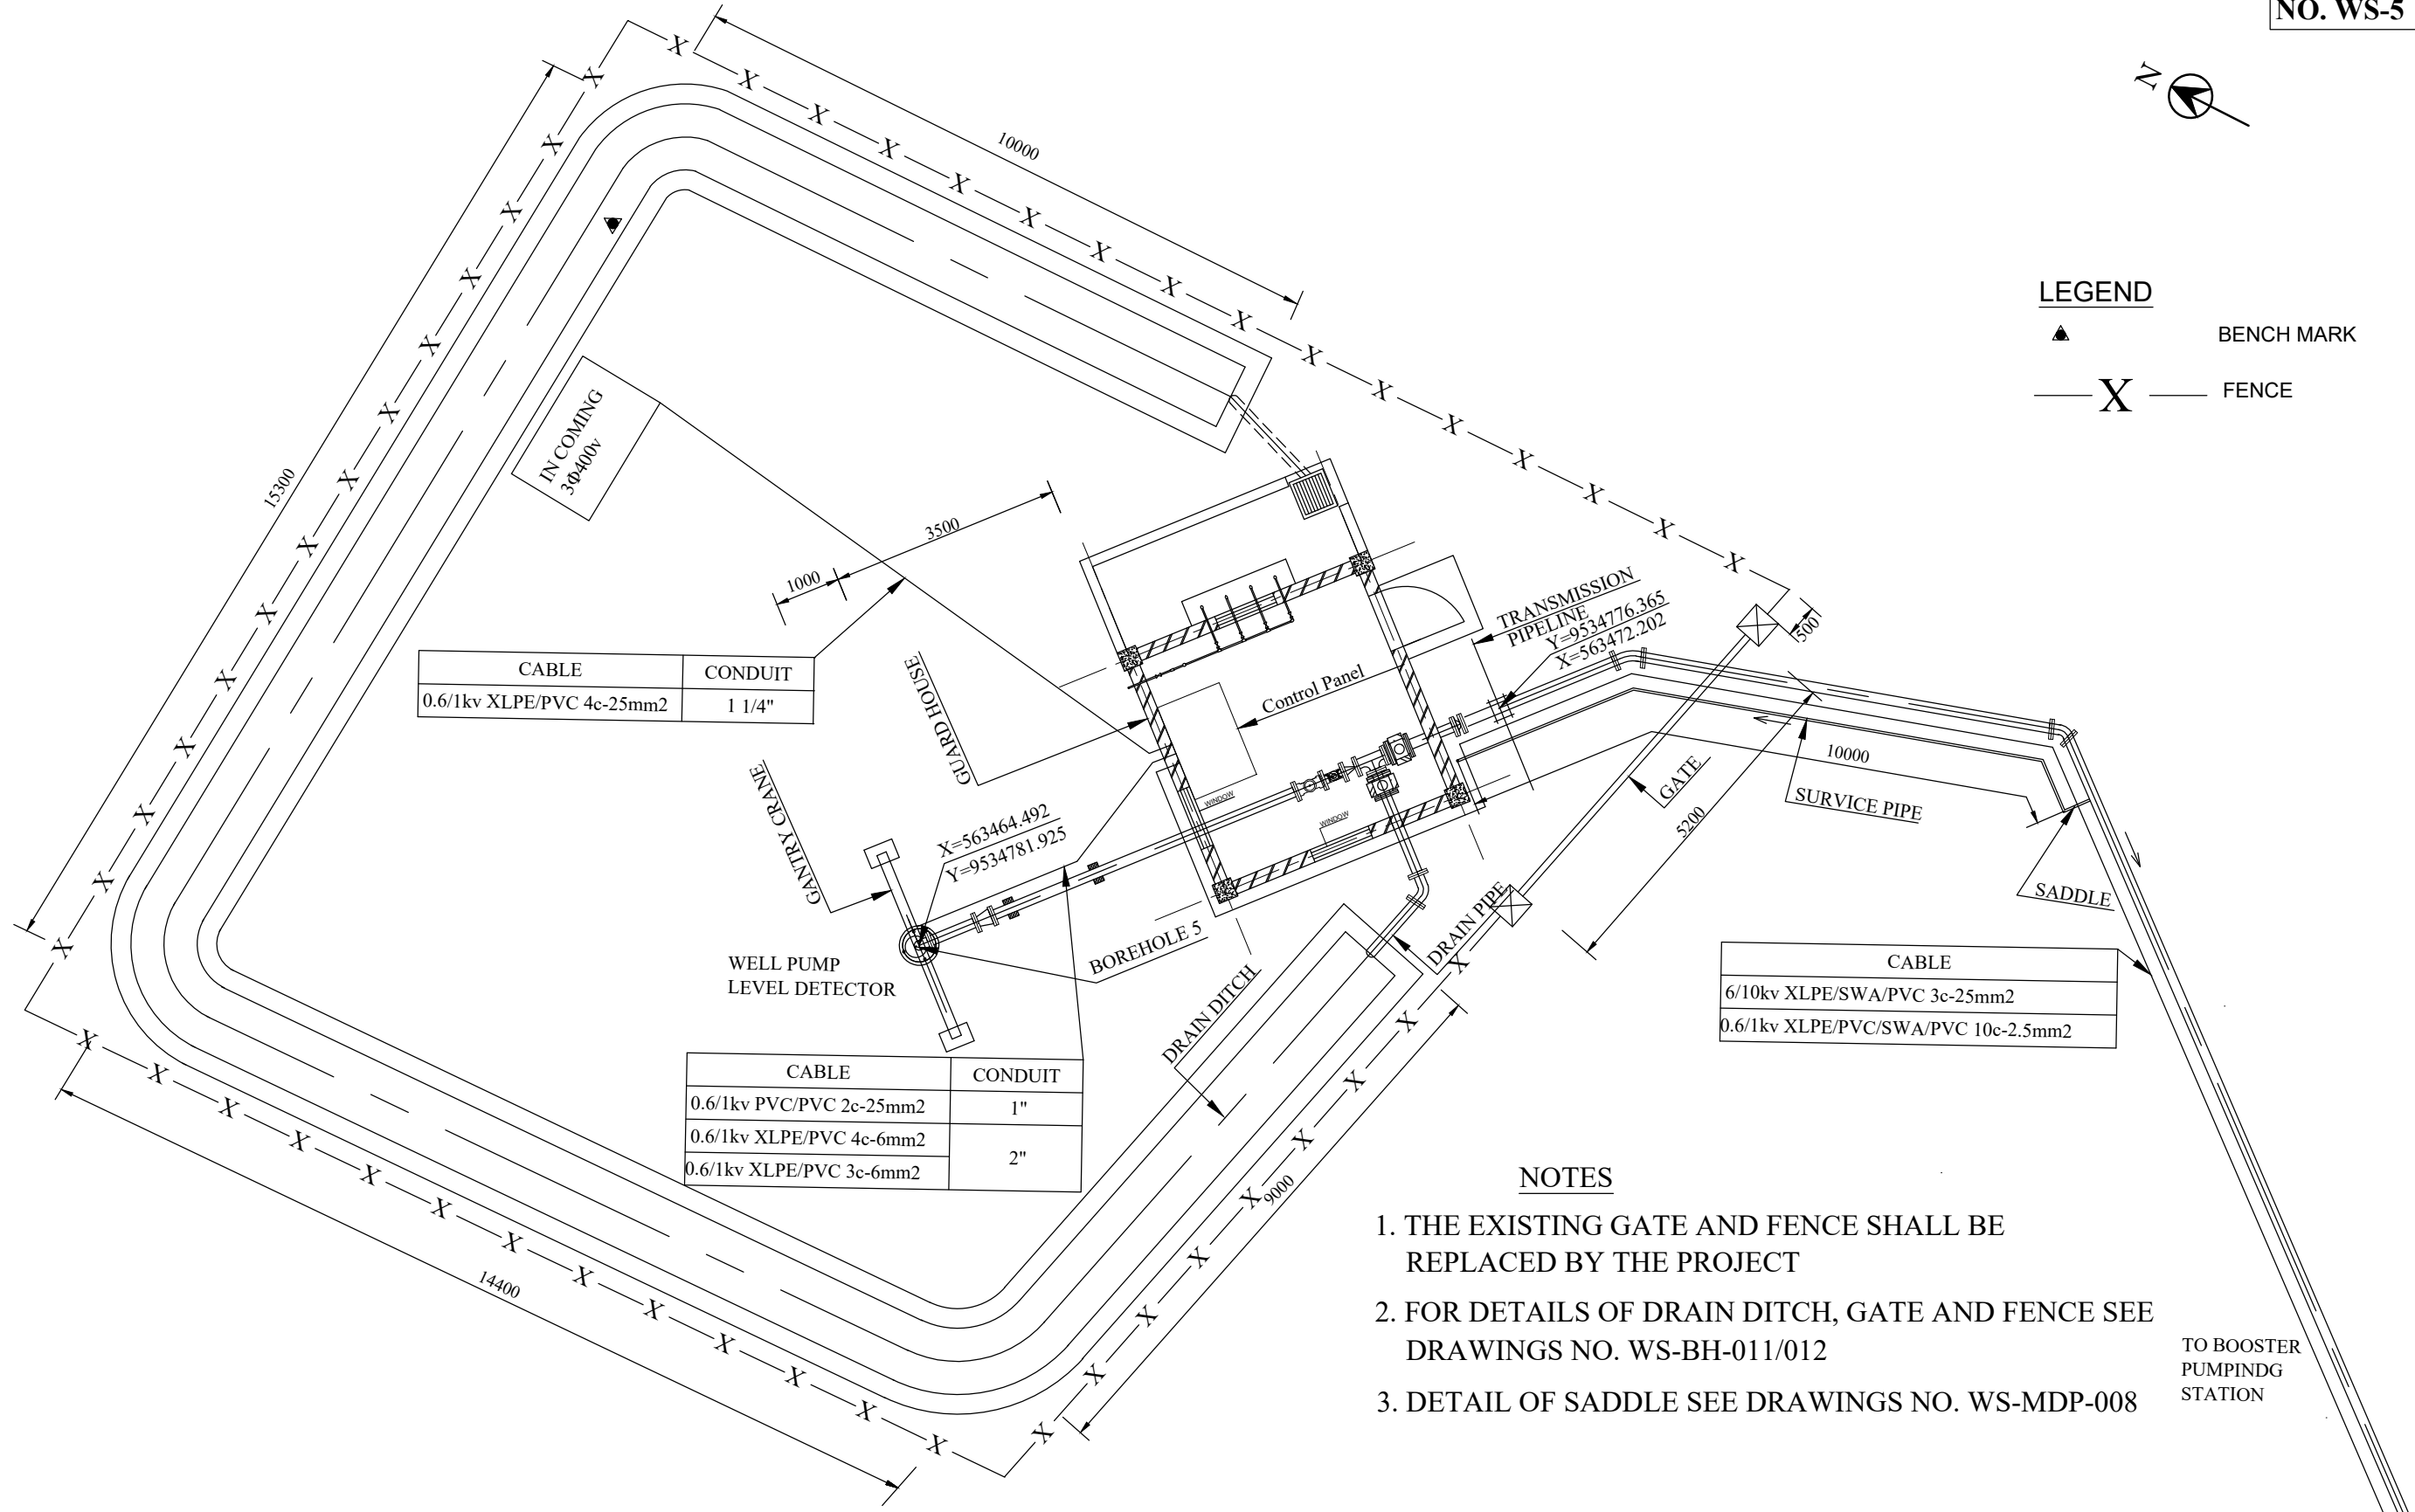 NO. WS-5
N
10000
LEGEND
BENCH MARK
X FENCE
15300
IN COMING
3Φ400v
3500
1000
CABLE CONDUIT
0.6/1kv XLPE/PVC 4c-25mm2 1 1/4"
GUARD HOUSE
Control Panel
TRANSMISSION
PIPELINE
Y=9534776.365
X=563472.202
500
WINDOW
WINDOW
GANTRY CRANE
X=563464.492
Y=9534781.925
GATE
10000
SURVICE PIPE
5200
SADDLE
BOREHOLE 5
DRAIN PIPE
WELL PUMP
LEVEL DETECTOR
DRAIN DITCH
CABLE
6/10kv XLPE/SWA/PVC 3c-25mm2
0.6/1kv XLPE/PVC/SWA/PVC 10c-2.5mm2
CABLE CONDUIT
0.6/1kv PVC/PVC 2c-25mm2 1"
0.6/1kv XLPE/PVC 4c-6mm2 2"
0.6/1kv XLPE/PVC 3c-6mm2
9000
14400
NOTES
1. THE EXISTING GATE AND FENCE SHALL BE
REPLACED BY THE PROJECT
2. FOR DETAILS OF DRAIN DITCH, GATE AND FENCE SEE
DRAWINGS NO. WS-BH-011/012
3. DETAIL OF SADDLE SEE DRAWINGS NO. WS-MDP-008
TO BOOSTER
PUMPINDG
STATION